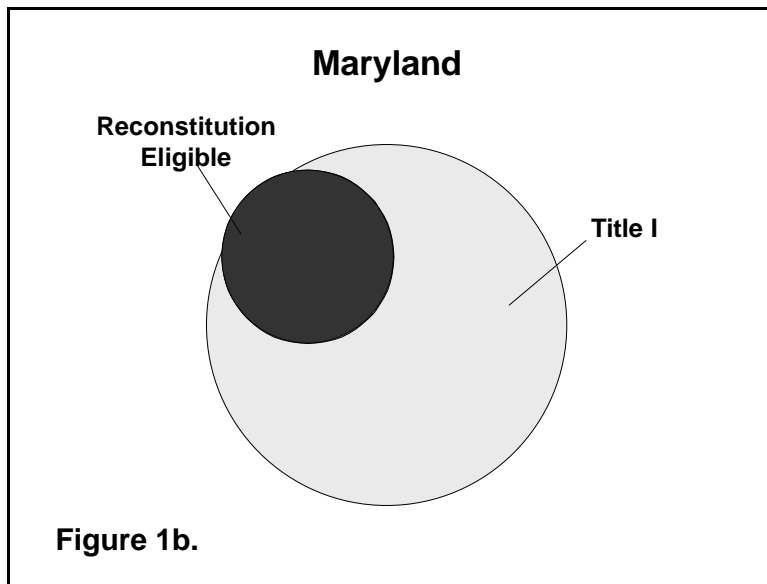 Maryland
Reconstitution
Eligible
Title I
Figure 1b.